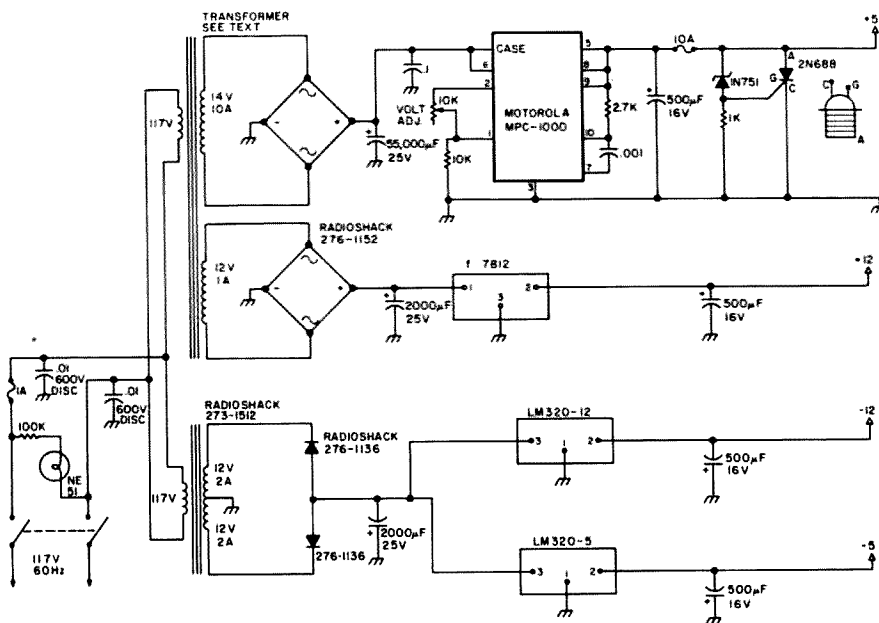 TRANSFORMER
SEE TEXT
117V
14V
10A
55,000µF
25V
.1
10K
VOLT
ADJ.
10K
CASE
6
2
1
MOTOROLA
MPC-1000
3
5
8
9
10
7
2.7K
.001
500µF
16V
10A
1N751
1K
A
G
C
2N688
C
G
A
+5
RADIOSHACK
276-1152
12V
1A
2000µF
25V
f 7812
1
3
2
500µF
16V
+12
*
1A
.01
600V
DISC
.01
600V
DISC
100K
NE
51
117V
60Hz
RADIOSHACK
273-1512
117V
12V
2A
12V
2A
RADIOSHACK
276-1136
276-1136
2000µF
25V
LM320-12
3
1
2
500µF
16V
-12
LM320-5
3
1
2
500µF
16V
-5